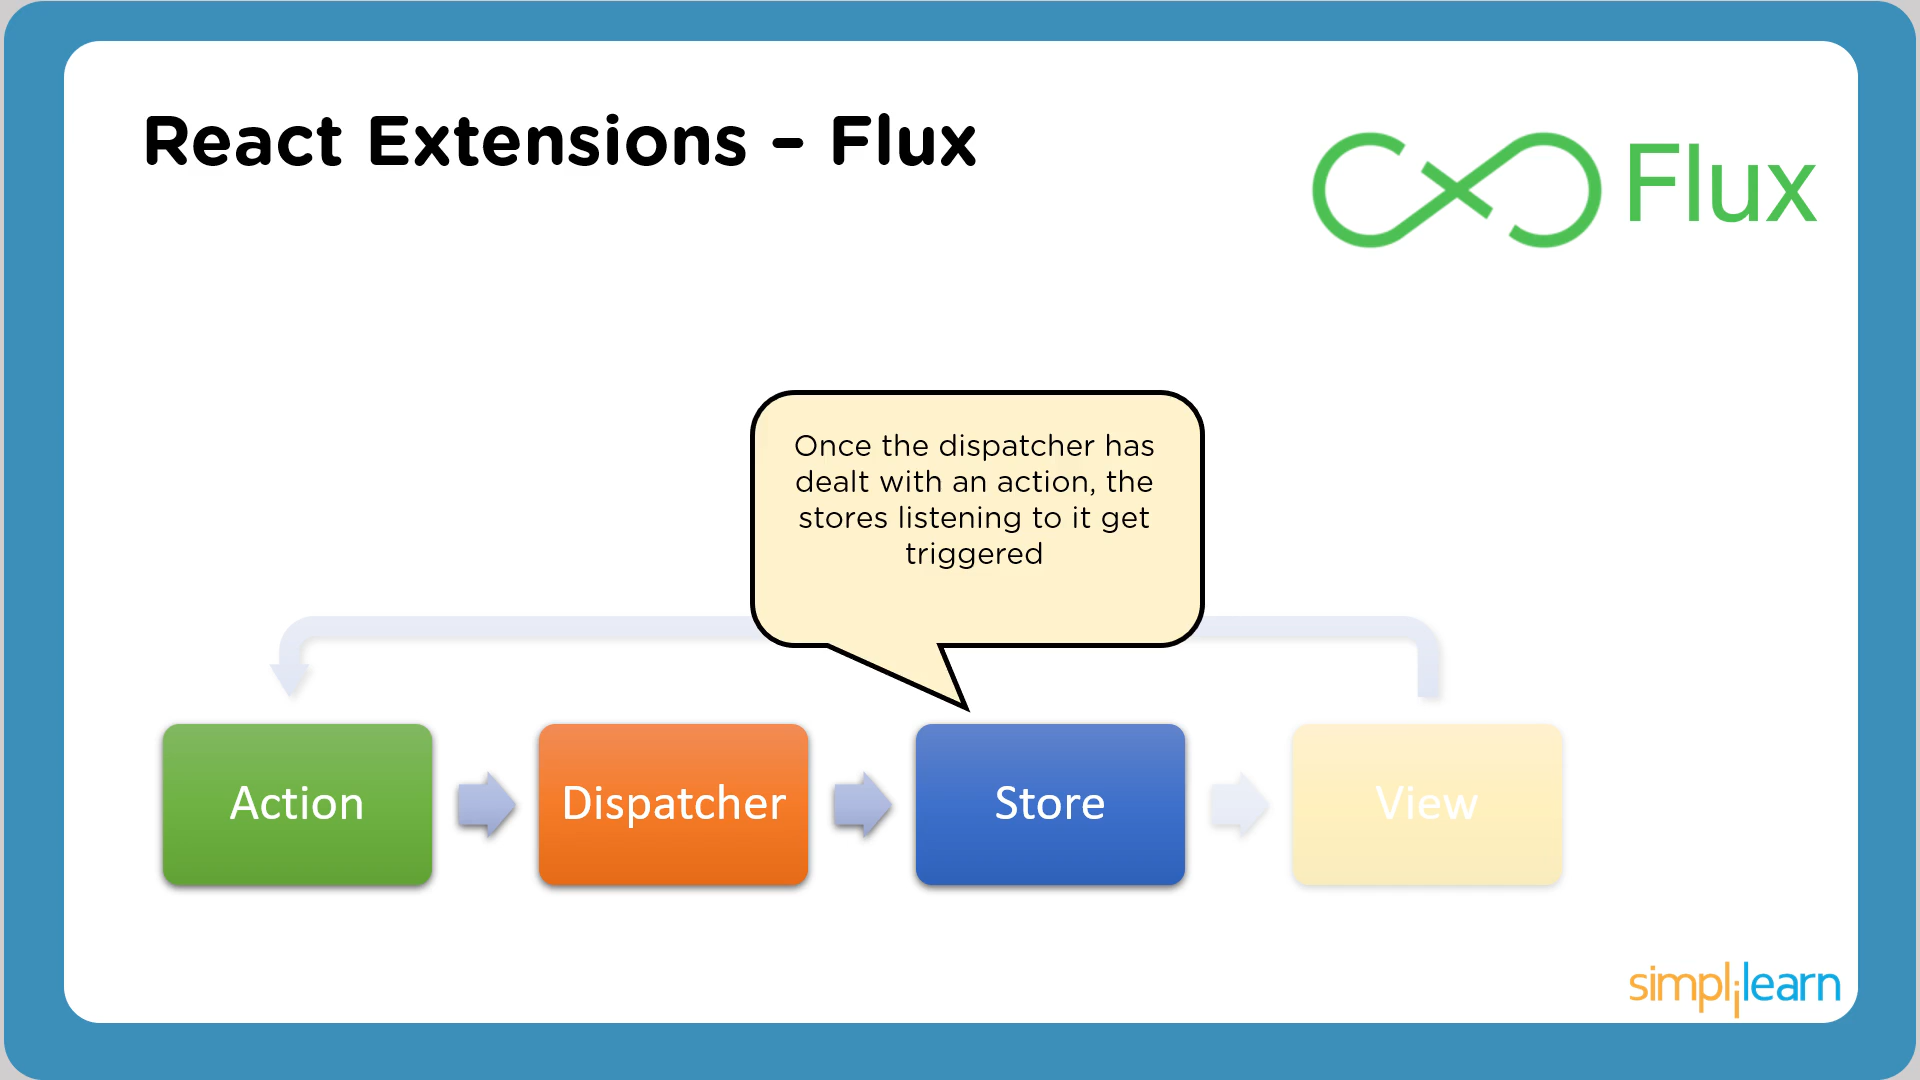 React Extensions – Flux
Flux
Once the dispatcher has
dealt with an action, the
stores listening to it get
triggered
Action
Dispatcher
Store
View
simplilearn